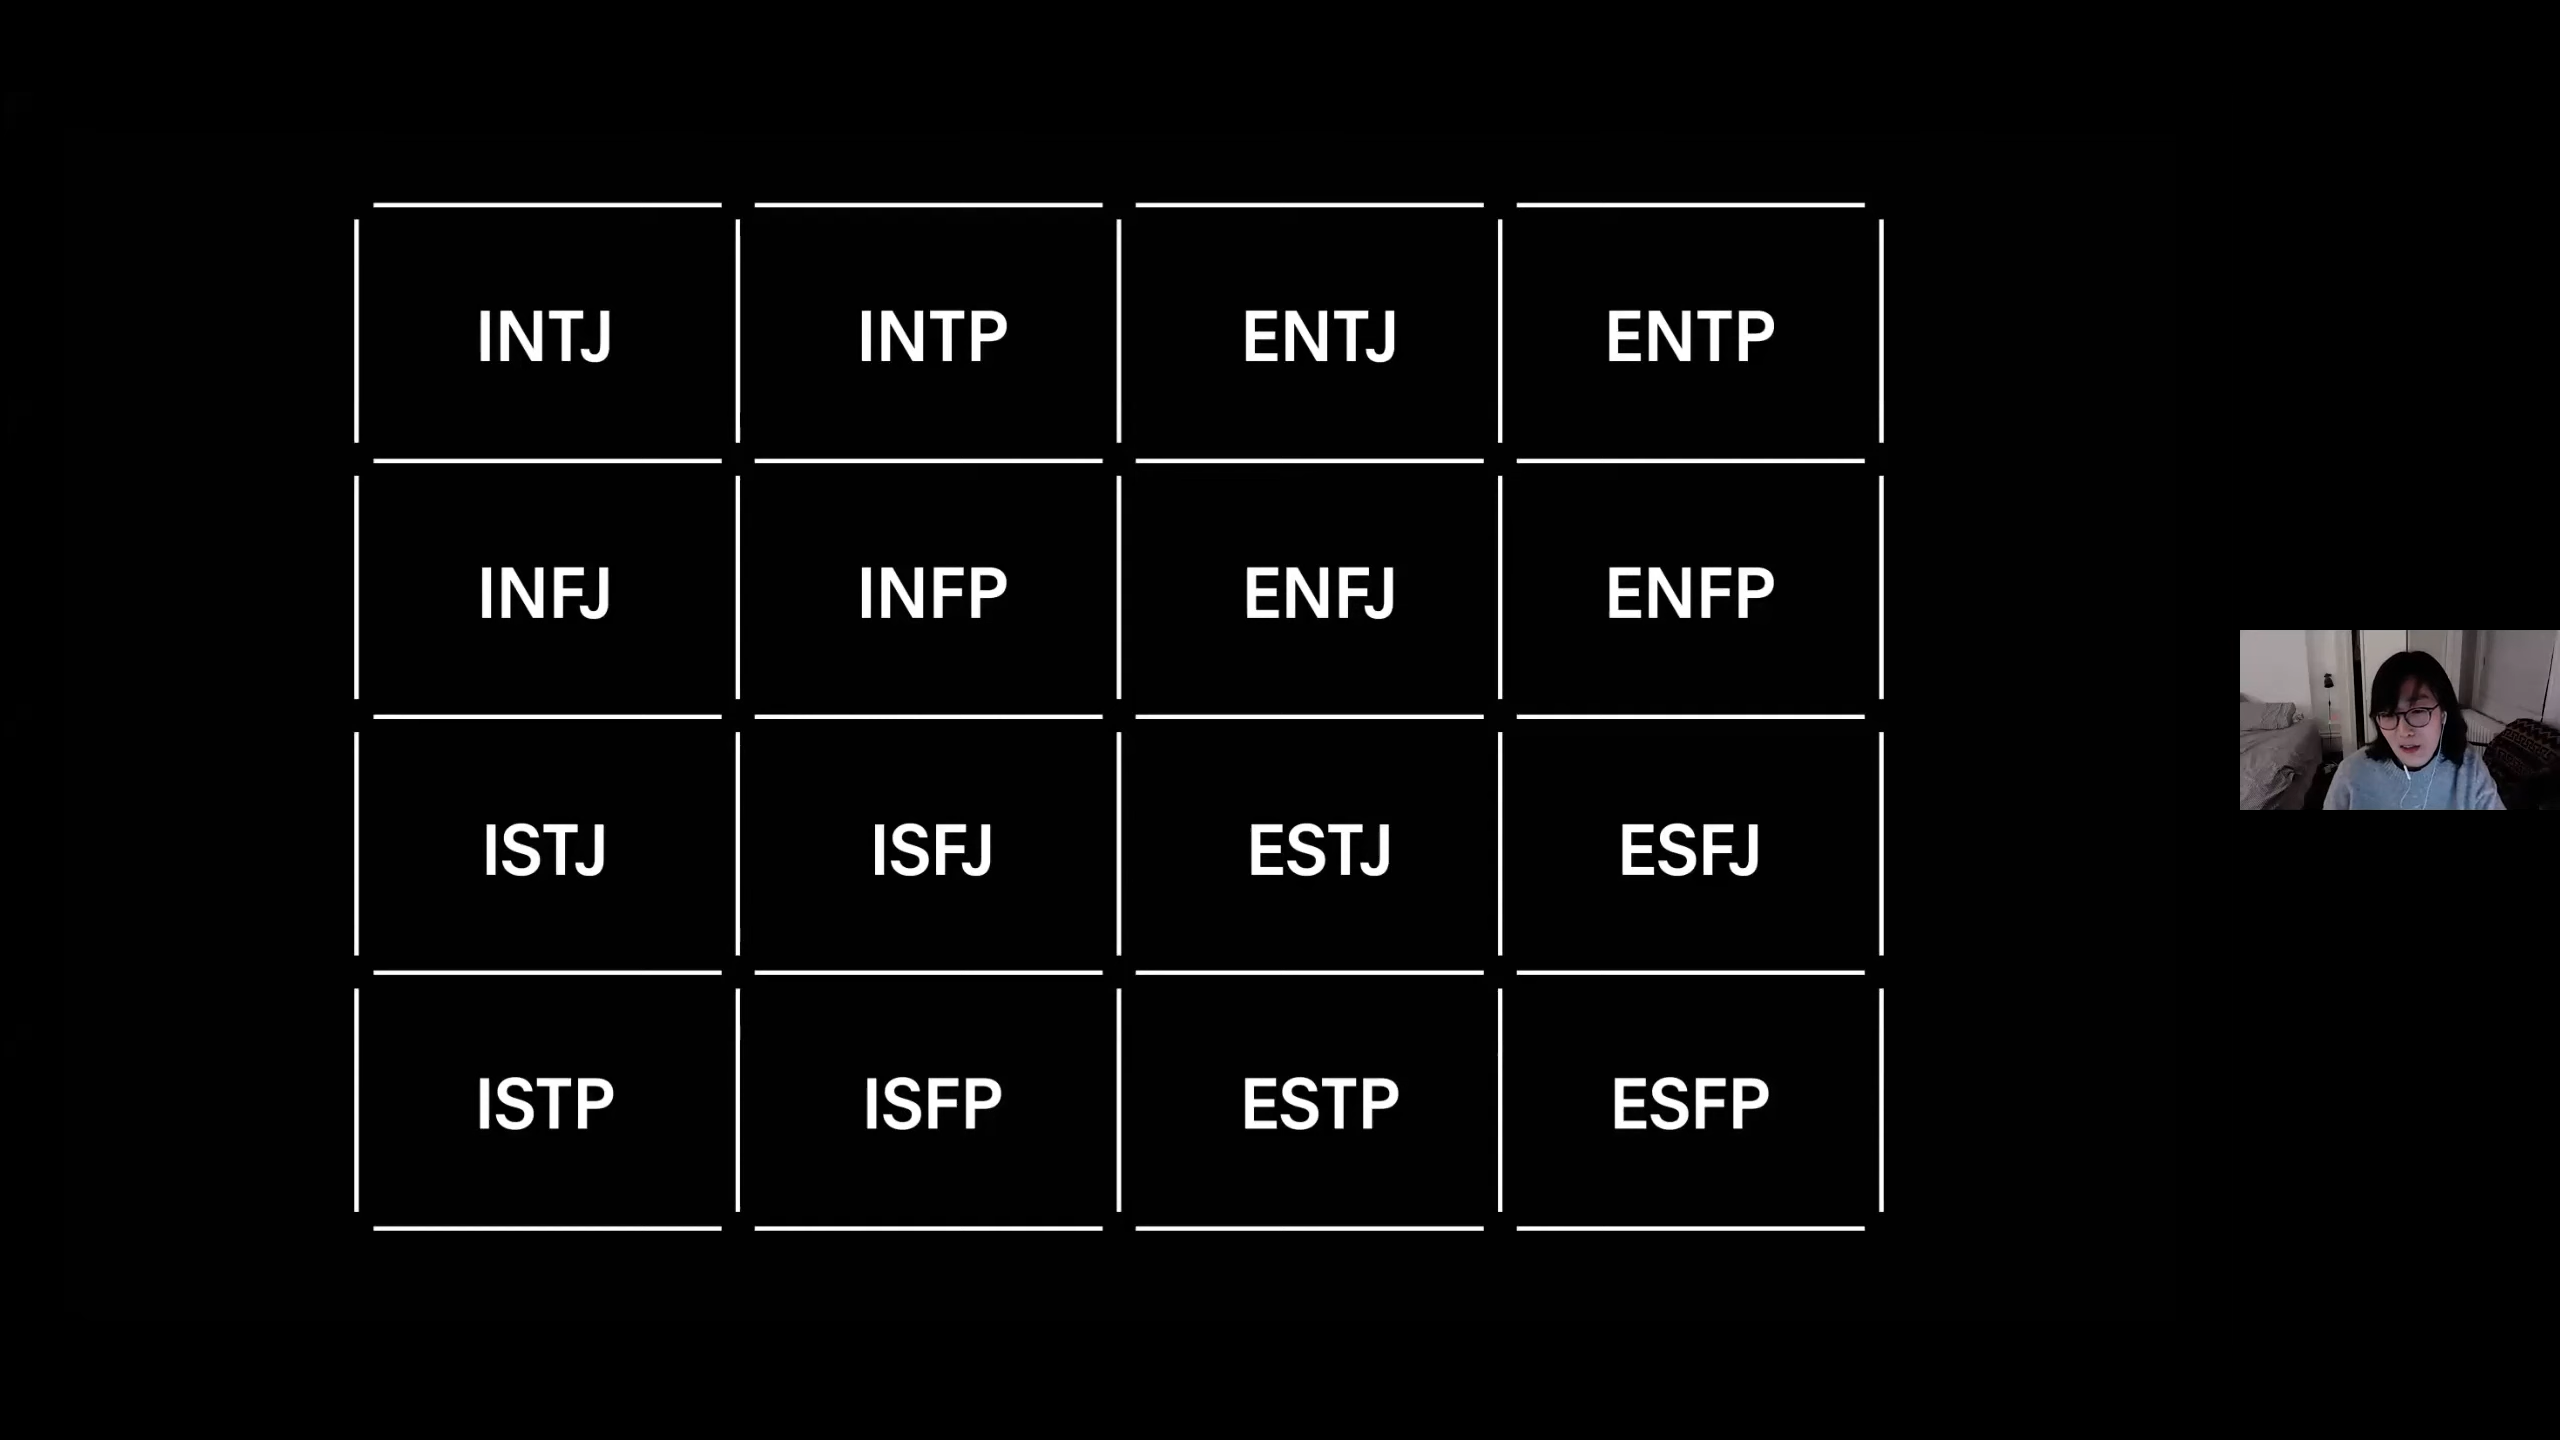 INTJ INTP ENTJ ENTP
INFJ INFP ENFJ ENFP
ISTJ ISFJ ESTJ ESFJ
ISTP ISFP ESTP ESFP